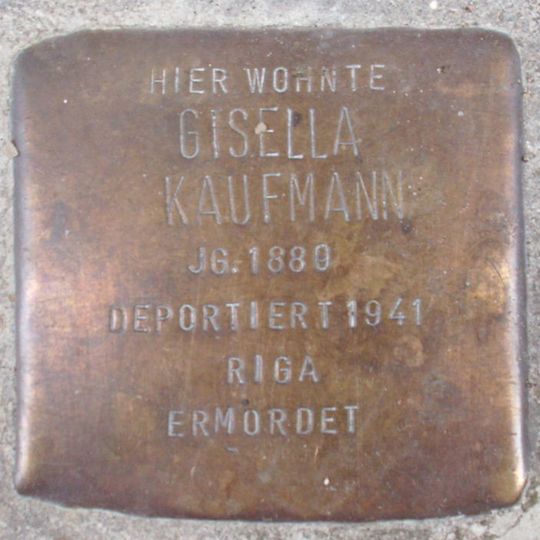 HIER WOHNTE
GISELLA
KAUFMANN
JG. 1880
DEPORTIERT 1941
RIGA
ERMORDET